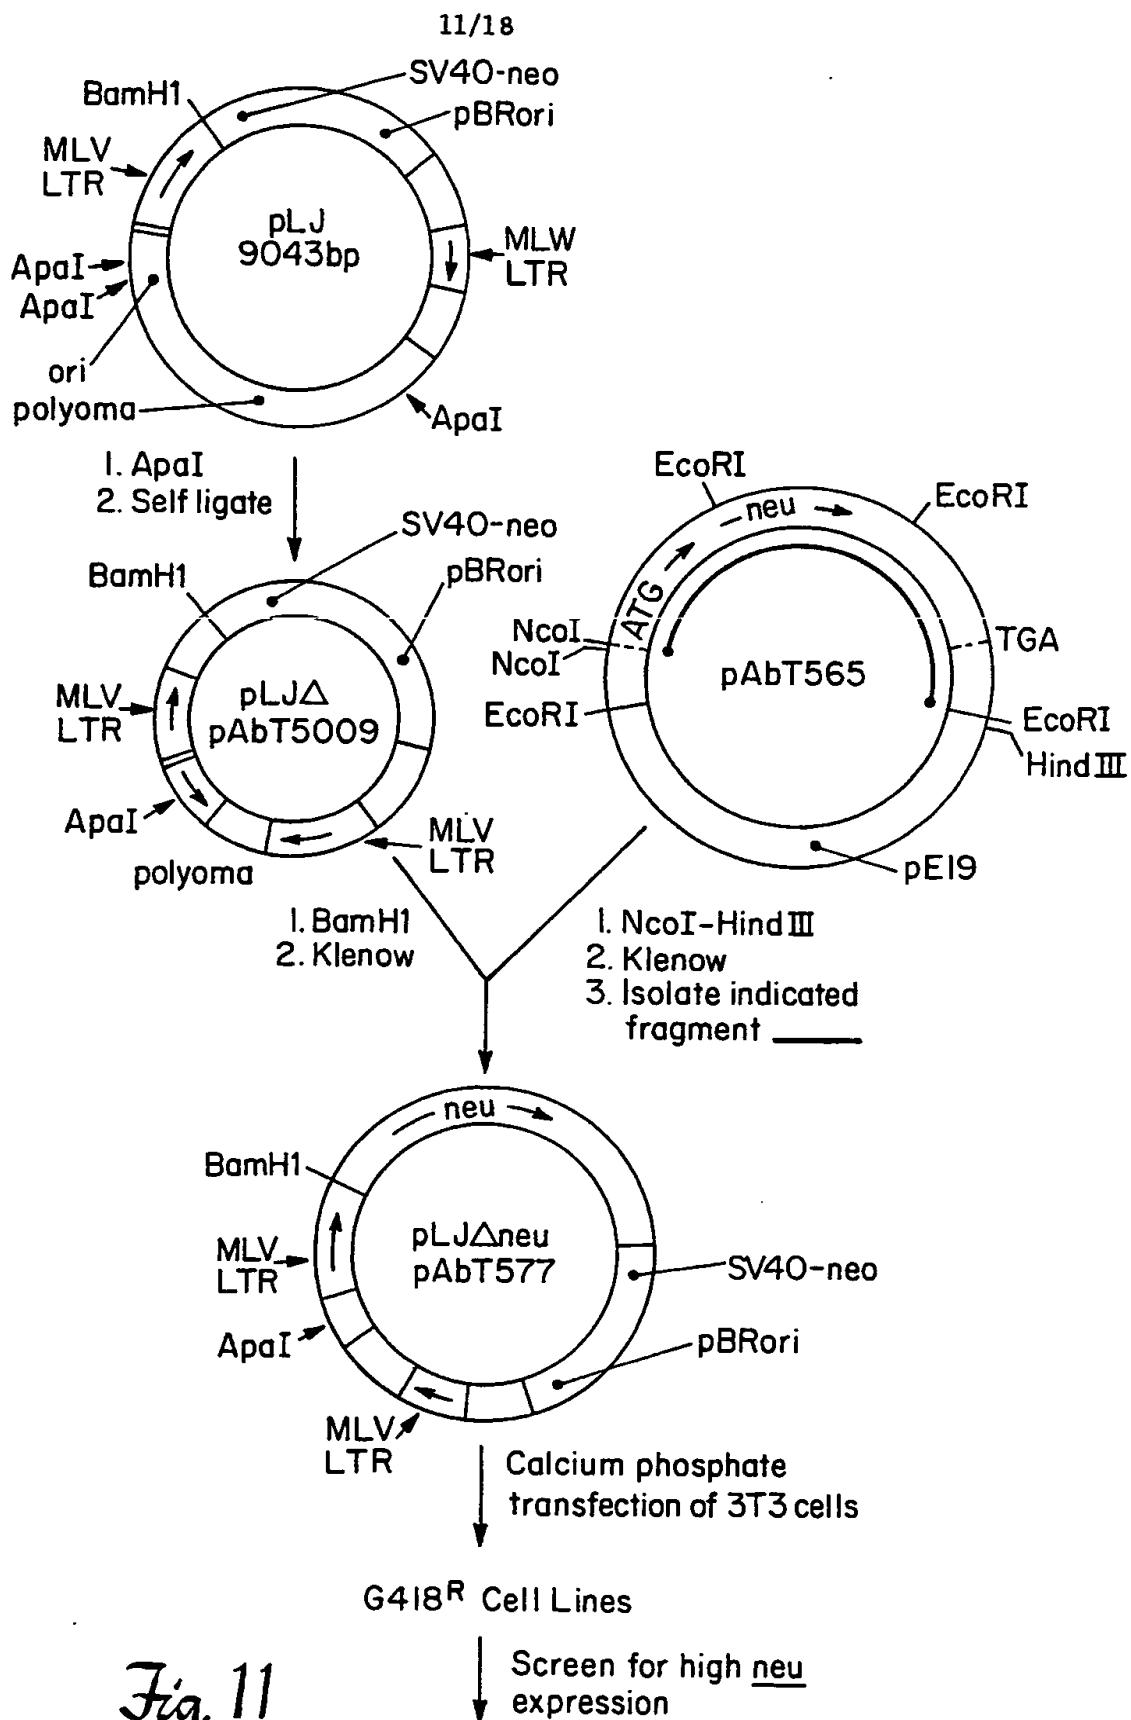 11/18
SV40-neo
BamH1
pBRori
MLV
LTR
pLJ
9043bp
MLW
LTR
ApaI
ApaI
ori
polyoma
ApaI
1. ApaI
2. Self ligate
EcoRI
EcoRI
neu
SV40-neo
BamH1
pBRori
ATG
NcoI
NcoI
TGA
MLV
LTR
pLJΔ
pAbT5009
pAbT565
EcoRI
EcoRI
Hind III
ApaI
MLV
LTR
polyoma
pE19
1. BamH1
2. Klenow
1. NcoI-Hind III
2. Klenow
3. Isolate indicated
fragment
neu
BamH1
MLV
LTR
pLJΔneu
pAbT577
SV40-neo
ApaI
pBRori
MLV
LTR
Calcium phosphate
transfection of 3T3 cells
G418ᴿ Cell Lines
Screen for high neu
expression
Fig. 11